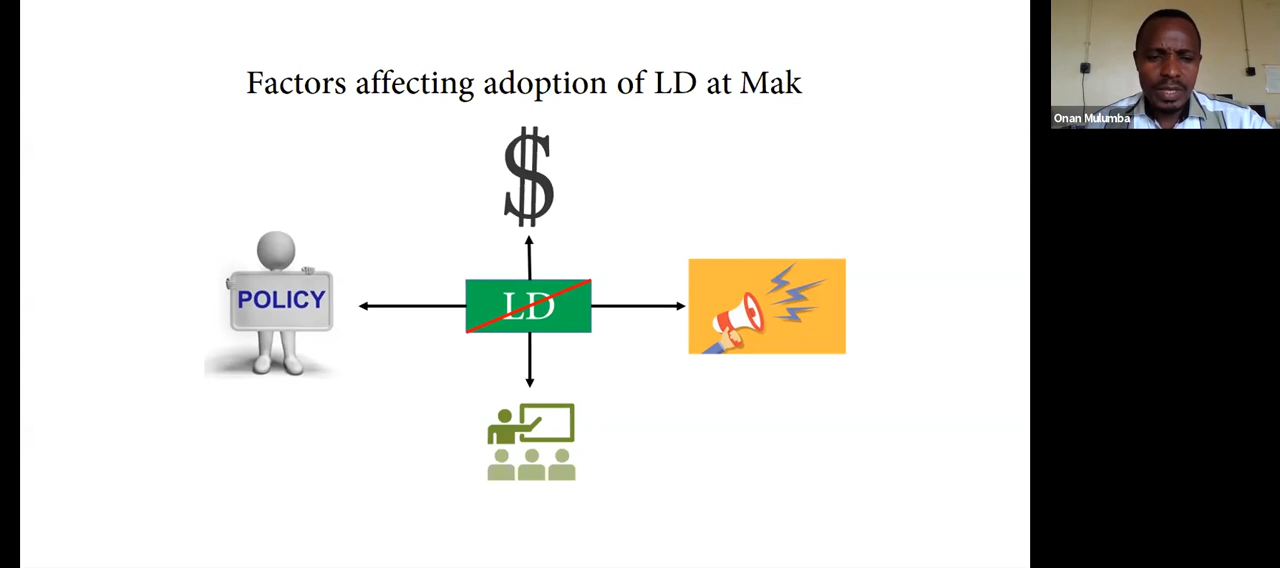 Factors affecting adoption of LD at Mak
$
POLICY
LD
Onan Mulumba